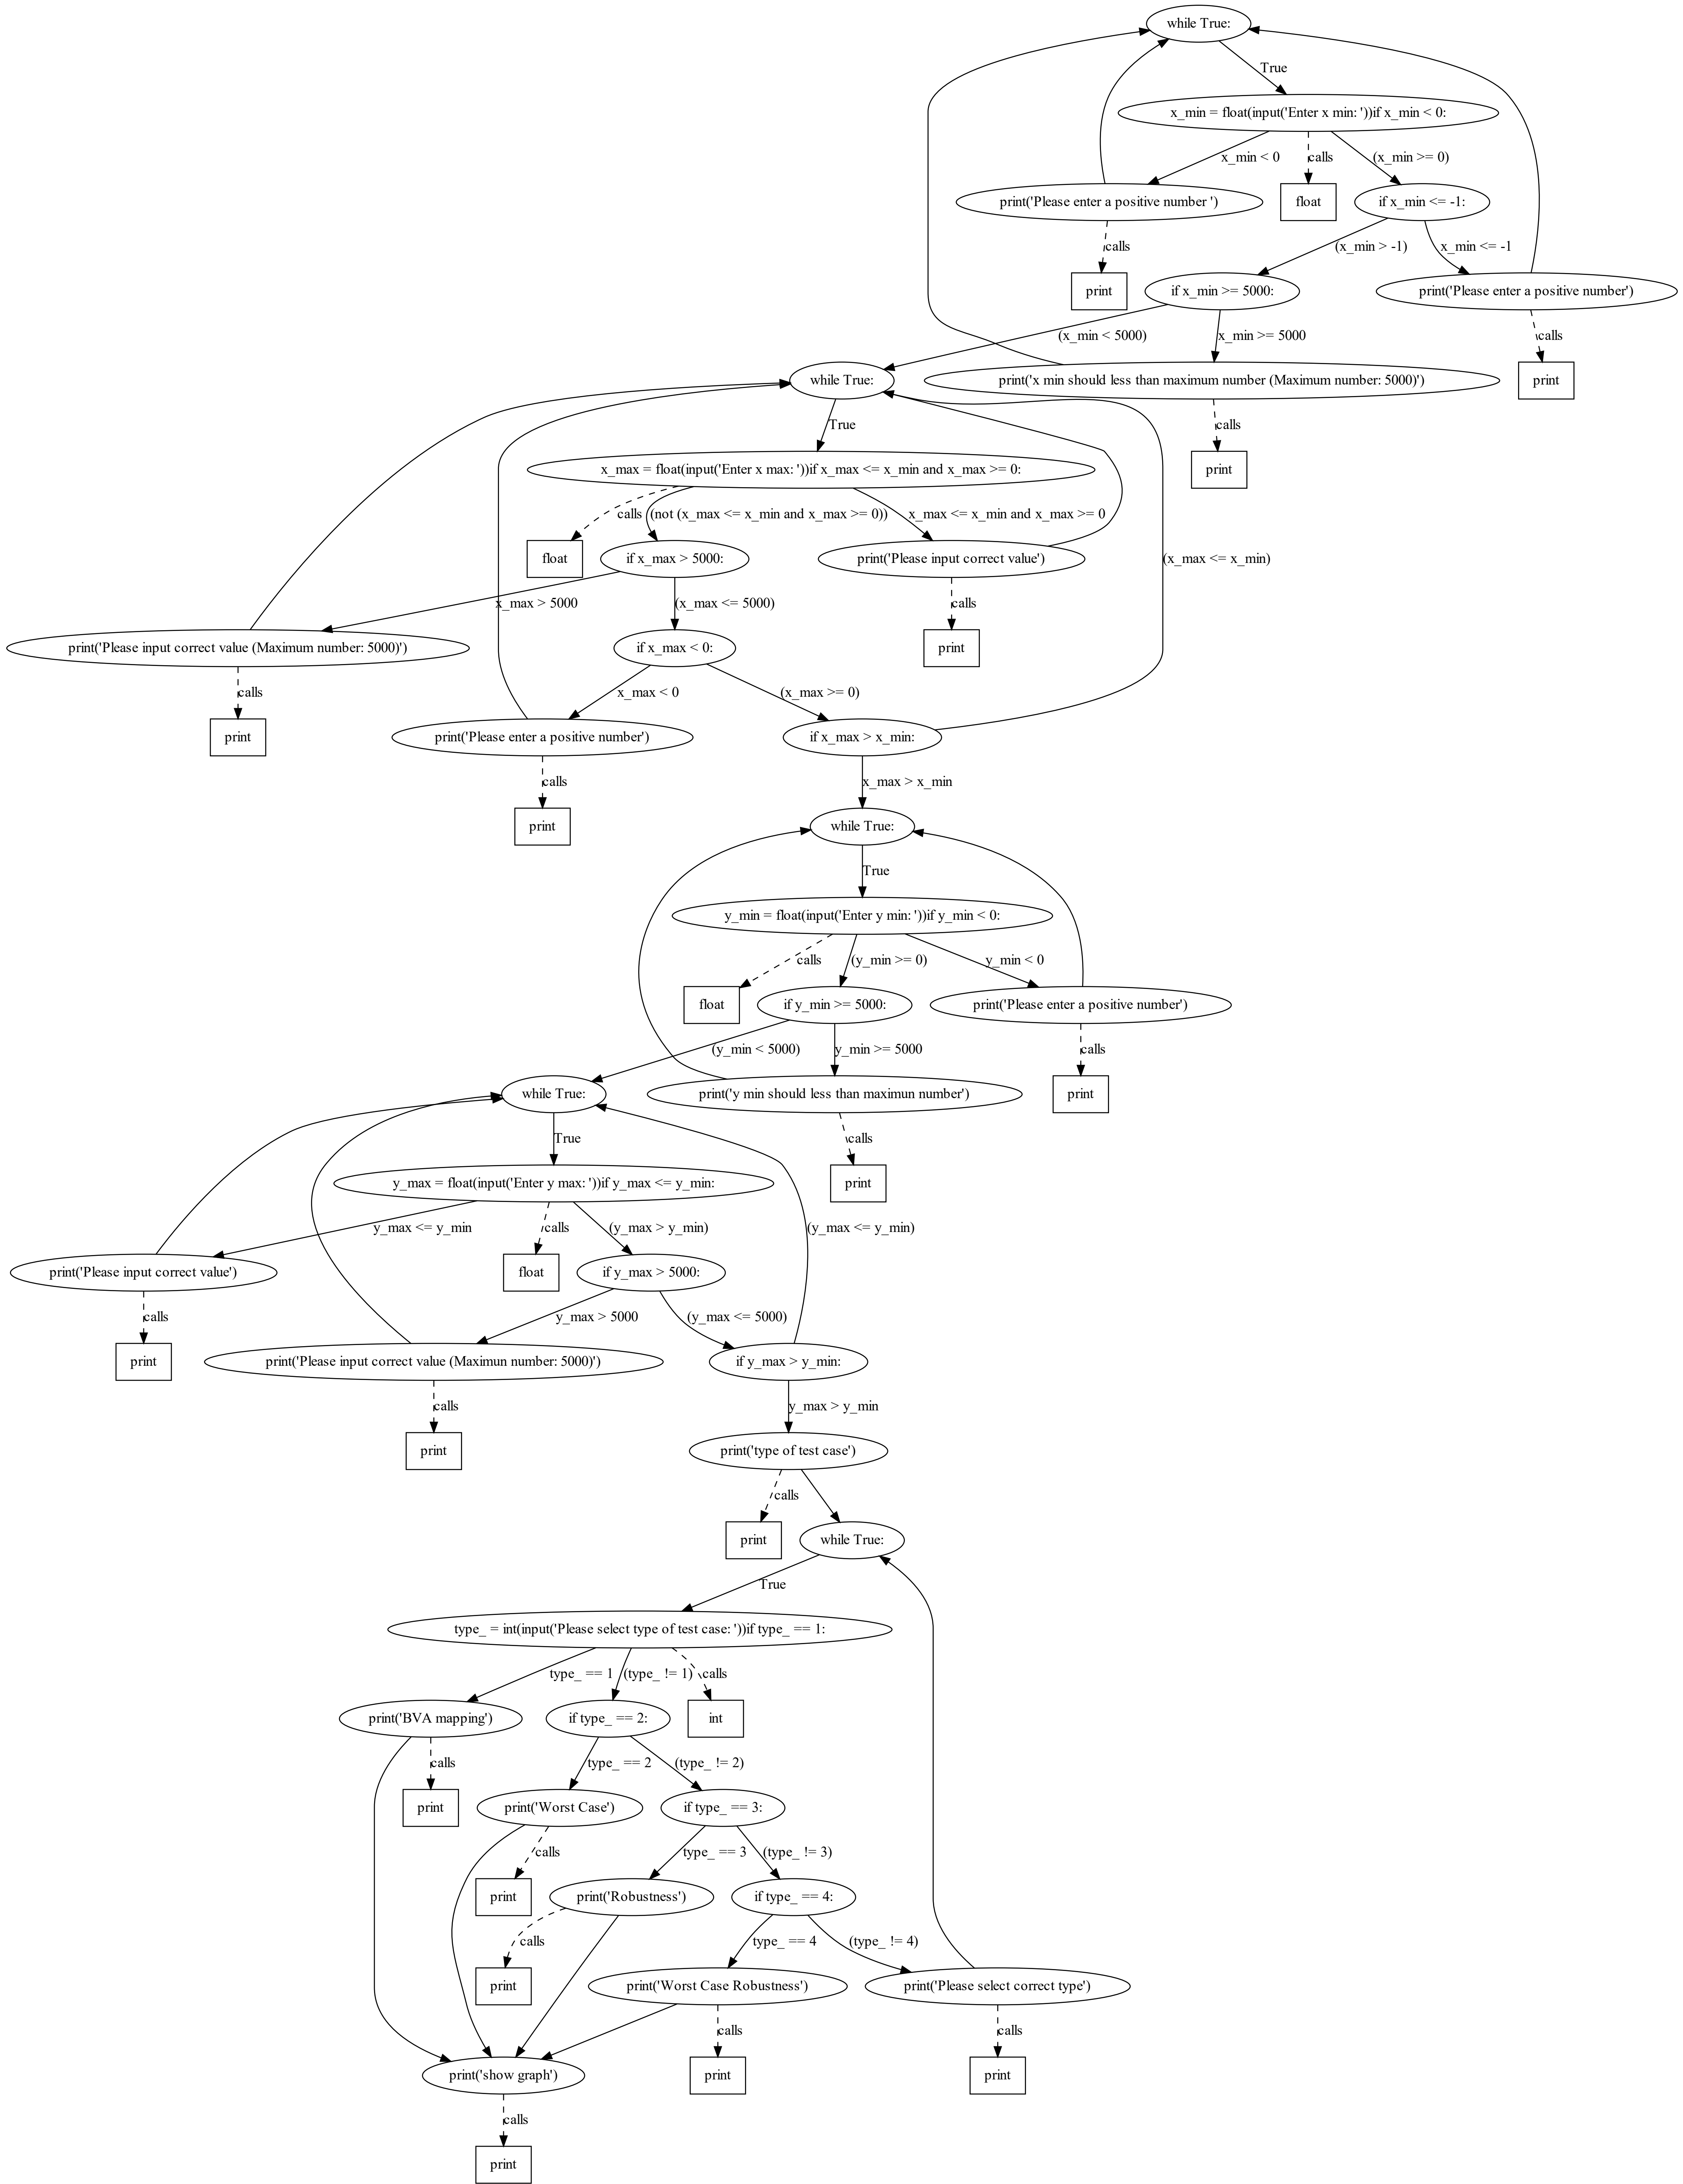 while True:
True
x_min = float(input('Enter x min: '))if x_min < 0:
x_min < 0
calls
(x_min >= 0)
print('Please enter a positive number ')
float
if x_min <= -1:
calls
(x_min > -1)
x_min <= -1
print
if x_min >= 5000:
print('Please enter a positive number')
(x_min < 5000)
x_min >= 5000
calls
while True:
print('x min should less than maximum number (Maximum number: 5000)')
print
True
calls
x_max = float(input('Enter x max: '))if x_max <= x_min and x_max >= 0:
print
calls
(not (x_max <= x_min and x_max >= 0))
x_max <= x_min and x_max >= 0
float
if x_max > 5000:
print('Please input correct value')
(x_max <= x_min)
x_max > 5000
(x_max <= 5000)
calls
print('Please input correct value (Maximum number: 5000)')
if x_max < 0:
print
calls
x_max < 0
(x_max >= 0)
print
print('Please enter a positive number')
if x_max > x_min:
calls
x_max > x_min
print
while True:
True
y_min = float(input('Enter y min: '))if y_min < 0:
calls
(y_min >= 0)
y_min < 0
float
if y_min >= 5000:
print('Please enter a positive number')
(y_min < 5000)
y_min >= 5000
calls
while True:
print('y min should less than maximun number')
print
True
calls
y_max = float(input('Enter y max: '))if y_max <= y_min:
print
y_max <= y_min
calls
(y_max > y_min)
(y_max <= y_min)
print('Please input correct value')
float
if y_max > 5000:
calls
y_max > 5000
(y_max <= 5000)
print
print('Please input correct value (Maximun number: 5000)')
if y_max > y_min:
calls
y_max > y_min
print
print('type of test case')
calls
print
while True:
True
type_ = int(input('Please select type of test case: '))if type_ == 1:
type_ == 1
(type_ != 1)
calls
print('BVA mapping')
if type_ == 2:
int
calls
type_ == 2
(type_ != 2)
print
print('Worst Case')
if type_ == 3:
calls
type_ == 3
(type_ != 3)
print
print('Robustness')
if type_ == 4:
calls
type_ == 4
(type_ != 4)
print
print('Worst Case Robustness')
print('Please select correct type')
calls
calls
print('show graph')
print
print
calls
print